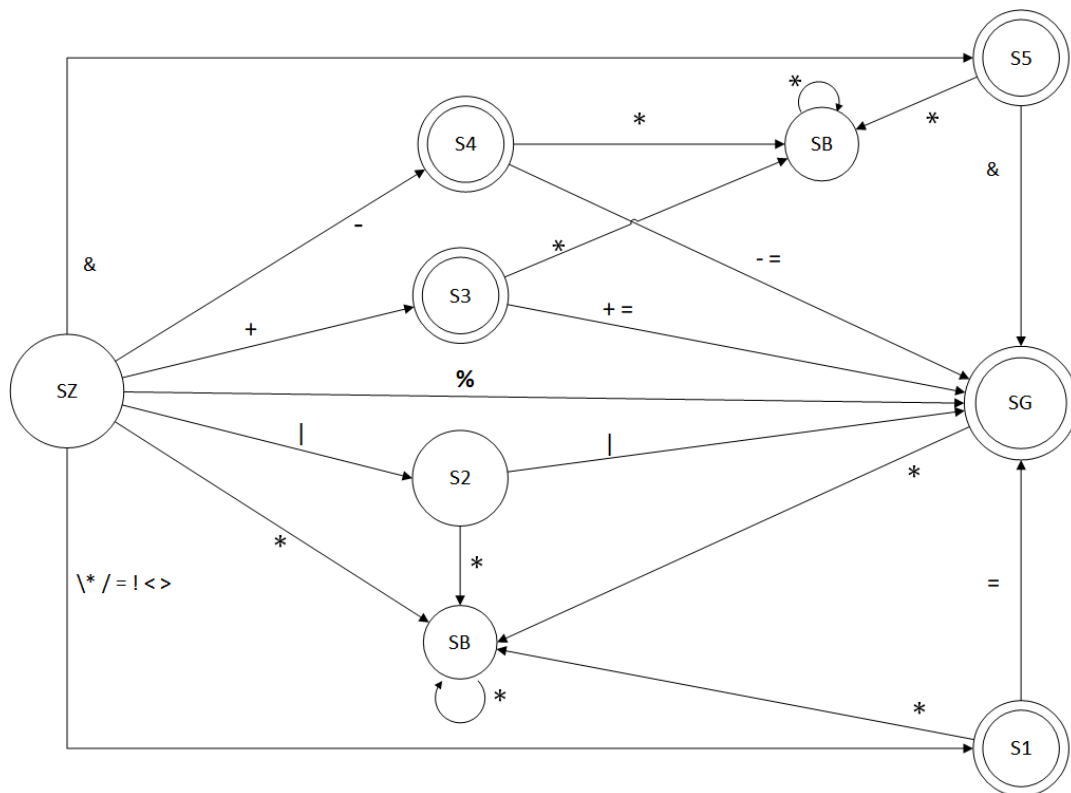 S5
*
S4
*
SB
*
&
-
*
- =
&
S3
+
+ =
%
SZ
SG
|
|
S2
*
*
*
\* / = ! < >
=
SB
*
*
S1